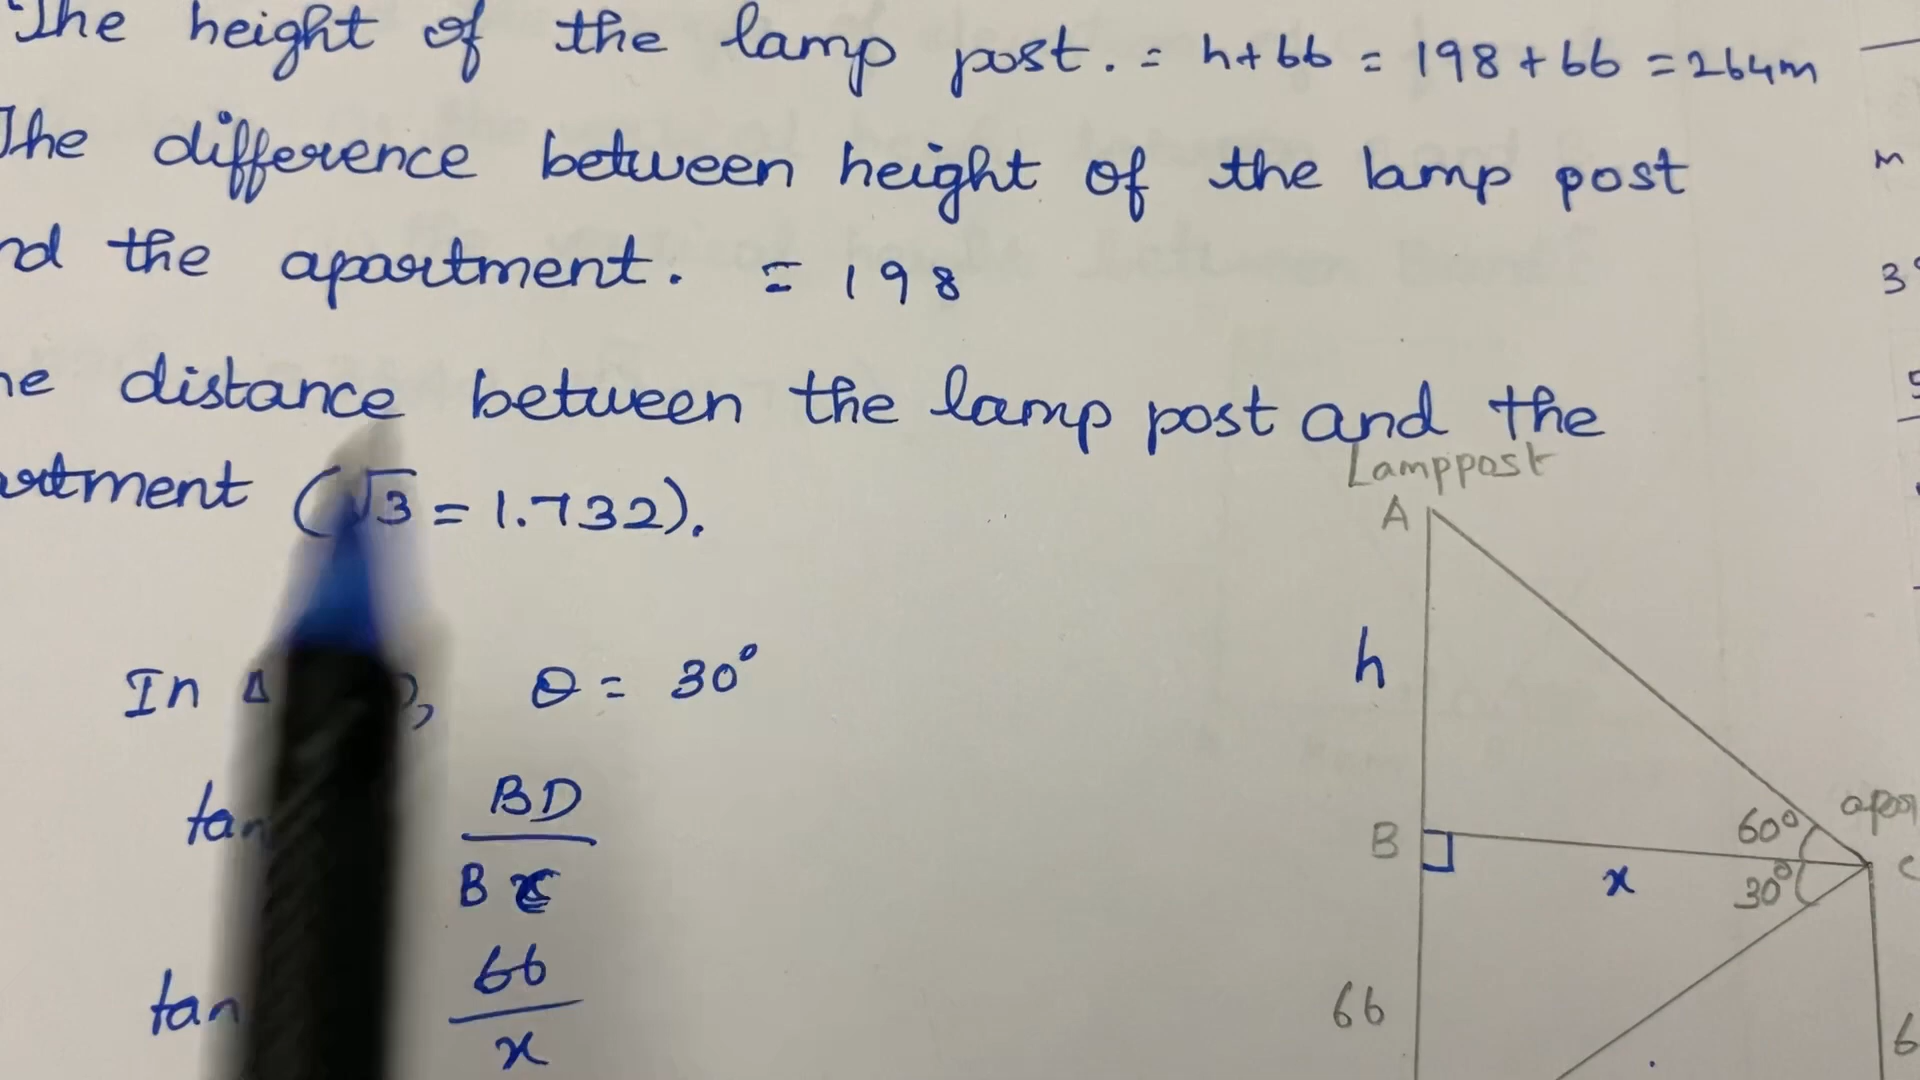 The height of the lamp post. = h+66 = 198+66 = 264m
The difference between height of the lamp post
the apartment. = 198
distance between the lamp post and the
(√3 = 1.732).
Lamppost
A
h
In Δ θ = 30°
tan BD
B C
60°
B
x
30°
C
tan 66
x
66
m
3